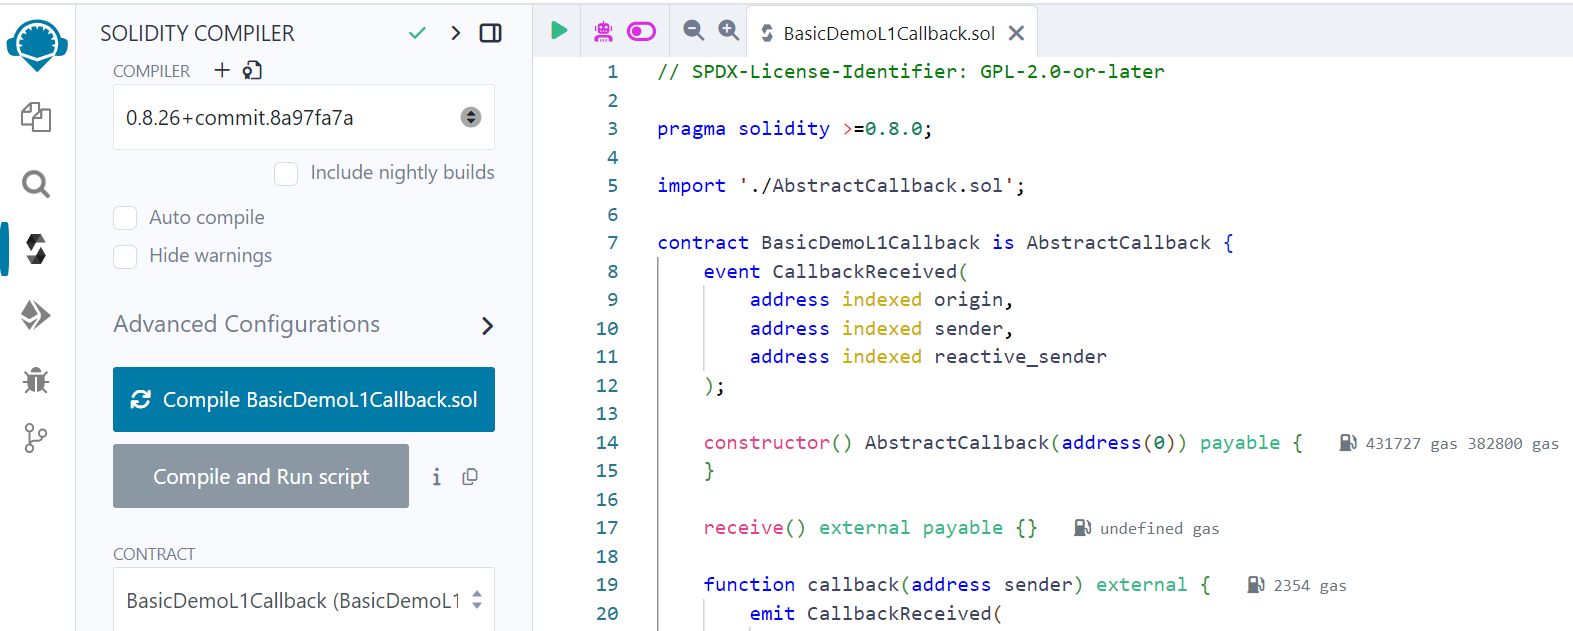 SOLIDITY COMPILER
COMPILER
0.8.26+commit.8a97fa7a
Include nightly builds
Auto compile
Hide warnings
Advanced Configurations
Compile BasicDemoL1Callback.sol
Compile and Run script
i
CONTRACT
BasicDemoL1Callback (BasicDemoL1
BasicDemoL1Callback.sol
1 // SPDX-License-Identifier: GPL-2.0-or-later
2
3 pragma solidity >=0.8.0;
4
5 import './AbstractCallback.sol';
6
7 contract BasicDemoL1Callback is AbstractCallback {
8 event CallbackReceived(
9 address indexed origin,
10 address indexed sender,
11 address indexed reactive_sender
12 );
13
14 constructor() AbstractCallback(address(0)) payable { 431727 gas 382800 gas
15 }
16
17 receive() external payable {} undefined gas
18
19 function callback(address sender) external { 2354 gas
20 emit CallbackReceived(